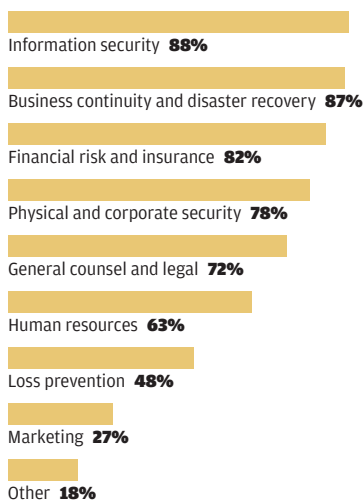 Information security 88%
Business continuity and disaster recovery 87%
Financial risk and insurance 82%
Physical and corporate security 78%
General counsel and legal 72%
Human resources 63%
Loss prevention 48%
Marketing 27%
Other 18%